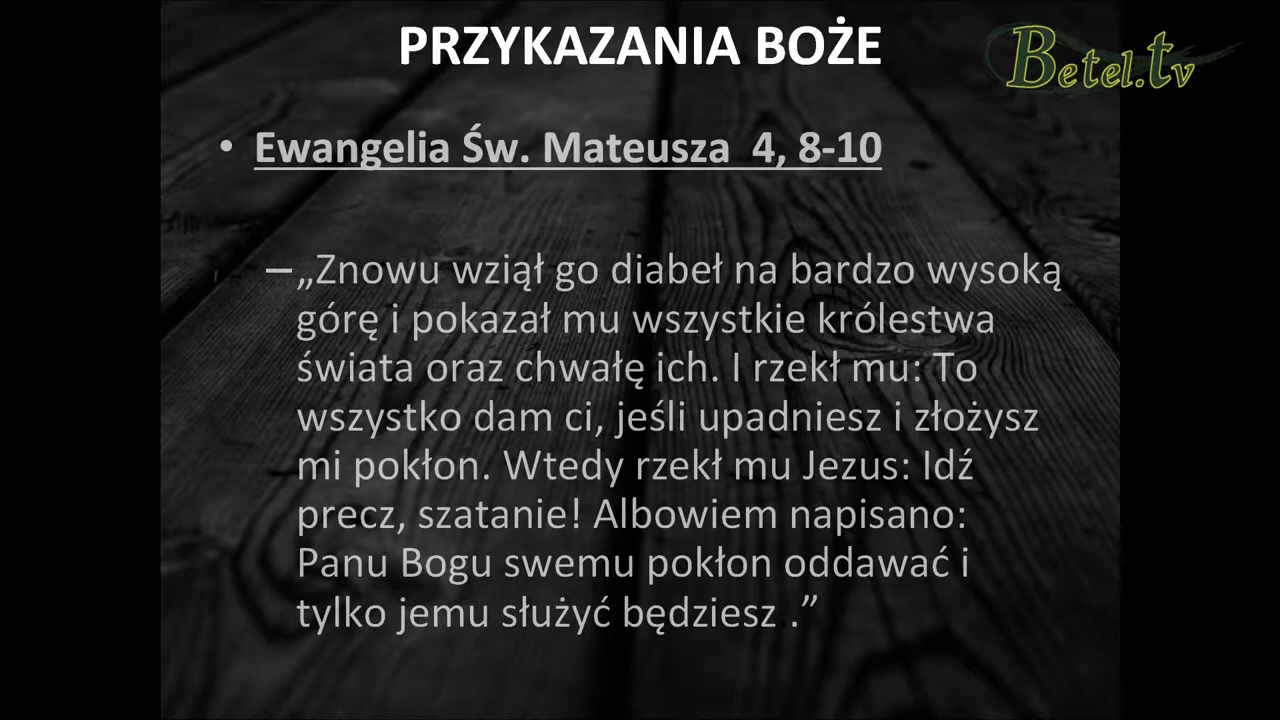 PRZYKAZANIA BOŻE
Betel.tv
• Ewangelia Św. Mateusza 4, 8-10
– „Znowu wziął go diabeł na bardzo wysoką
górę i pokazał mu wszystkie królestwa
świata oraz chwałę ich. I rzekł mu: To
wszystko dam ci, jeśli upadniesz i złożysz
mi pokłon. Wtedy rzekł mu Jezus: Idź
precz, szatanie! Albowiem napisano:
Panu Bogu swemu pokłon oddawać i
tylko jemu służyć będziesz .”